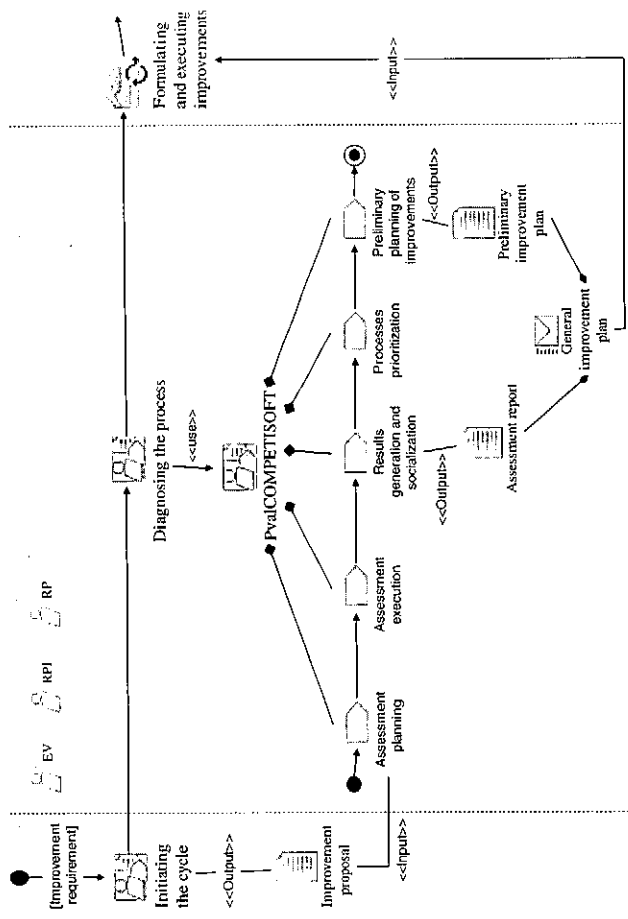 [Improvement
requirement]
EV
RPI
RP
Initiating
the cycle
Diagnosing the process
Formulating
and executing
improvements
<<Output>>
<<use>>
Improvement
proposal
PvalCOMPETISOFT
<<Input>>
Assessment
planning
Assessment
execution
Results
generation and
socialization
Processes
prioritization
Preliminary
planning of
improvements
<<Output>>
<<Output>>
Assessment report
Preliminary
improvement
plan
General
improvement plan
<<Input>>